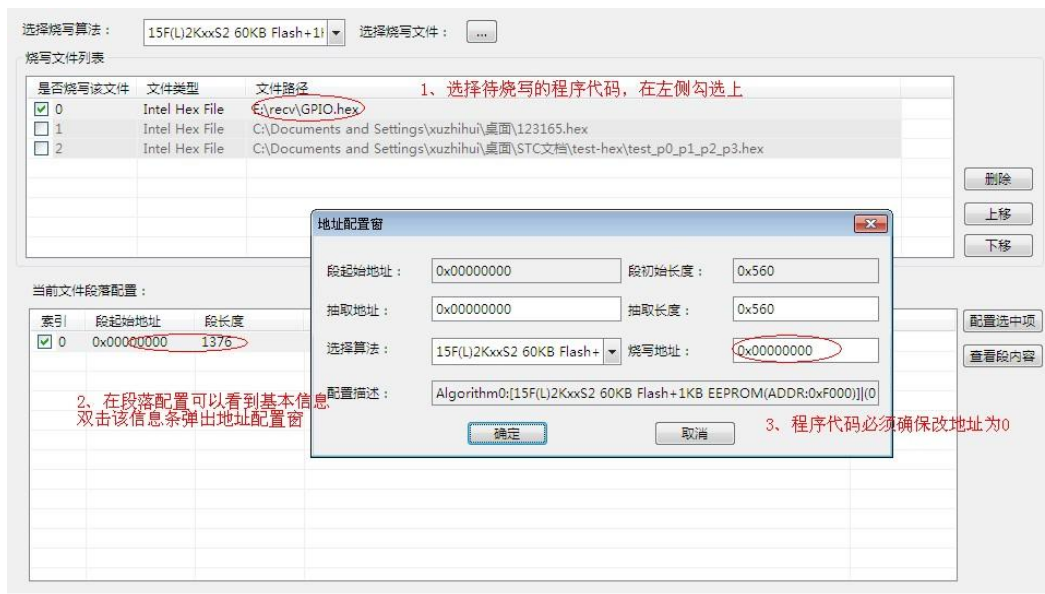 选择烧写算法： 15F(L)2KxxS2 60KB Flash+1K 选择烧写文件： ...
烧写文件列表
是否烧写该文件 文件类型 文件路径
1、选择待烧写的程序代码，在左侧勾选上
0 Intel Hex File E:\recv\GPIO.hex
1 Intel Hex File C:\Documents and Settings\xuzhihui\桌面\123165.hex
2 Intel Hex File C:\Documents and Settings\xuzhihui\桌面\STC文档\test-hex\test_p0_p1_p2_p3.hex
删除
上移
下移
地址配置窗
段起始地址： 0x00000000 段初始长度： 0x560
抽取地址： 0x00000000 抽取长度： 0x560
选择算法： 15F(L)2KxxS2 60KB Flash+ 烧写地址： 0x00000000
配置描述： Algorithm0:[15F(L)2KxxS2 60KB Flash+1KB EEPROM(ADDR:0xF000)]|(0
确定 取消
3、程序代码必须确保改地址为0
当前文件段落配置：
索引 段起始地址 段长度
0 0x00000000 1376
2、在段落配置可以看到基本信息
双击该信息条弹出地址配置窗
配置选中项
查看段内容